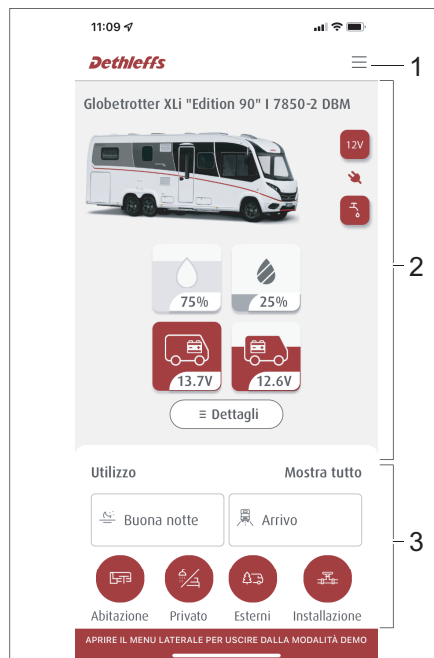 11:09
Dethleffs
1
Globetrotter XLi "Edition 90" I 7850-2 DBM
12V
2
75%
25%
13.7V
12.6V
Dettagli
Utilizzo
Mostra tutto
Buona notte
Arrivo
3
Abitazione
Privato
Esterni
Installazione
APRIRE IL MENU LATERALE PER USCIRE DALLA MODALITÀ DEMO